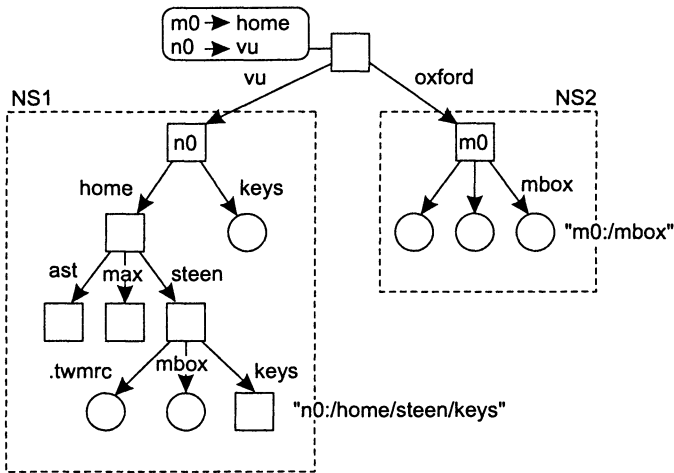 m0 → home
n0 → vu
vu
oxford
NS1
NS2
n0
m0
home
keys
mbox
"m0:/mbox"
ast
max
steen
.twmrc
mbox
keys
"n0:/home/steen/keys"